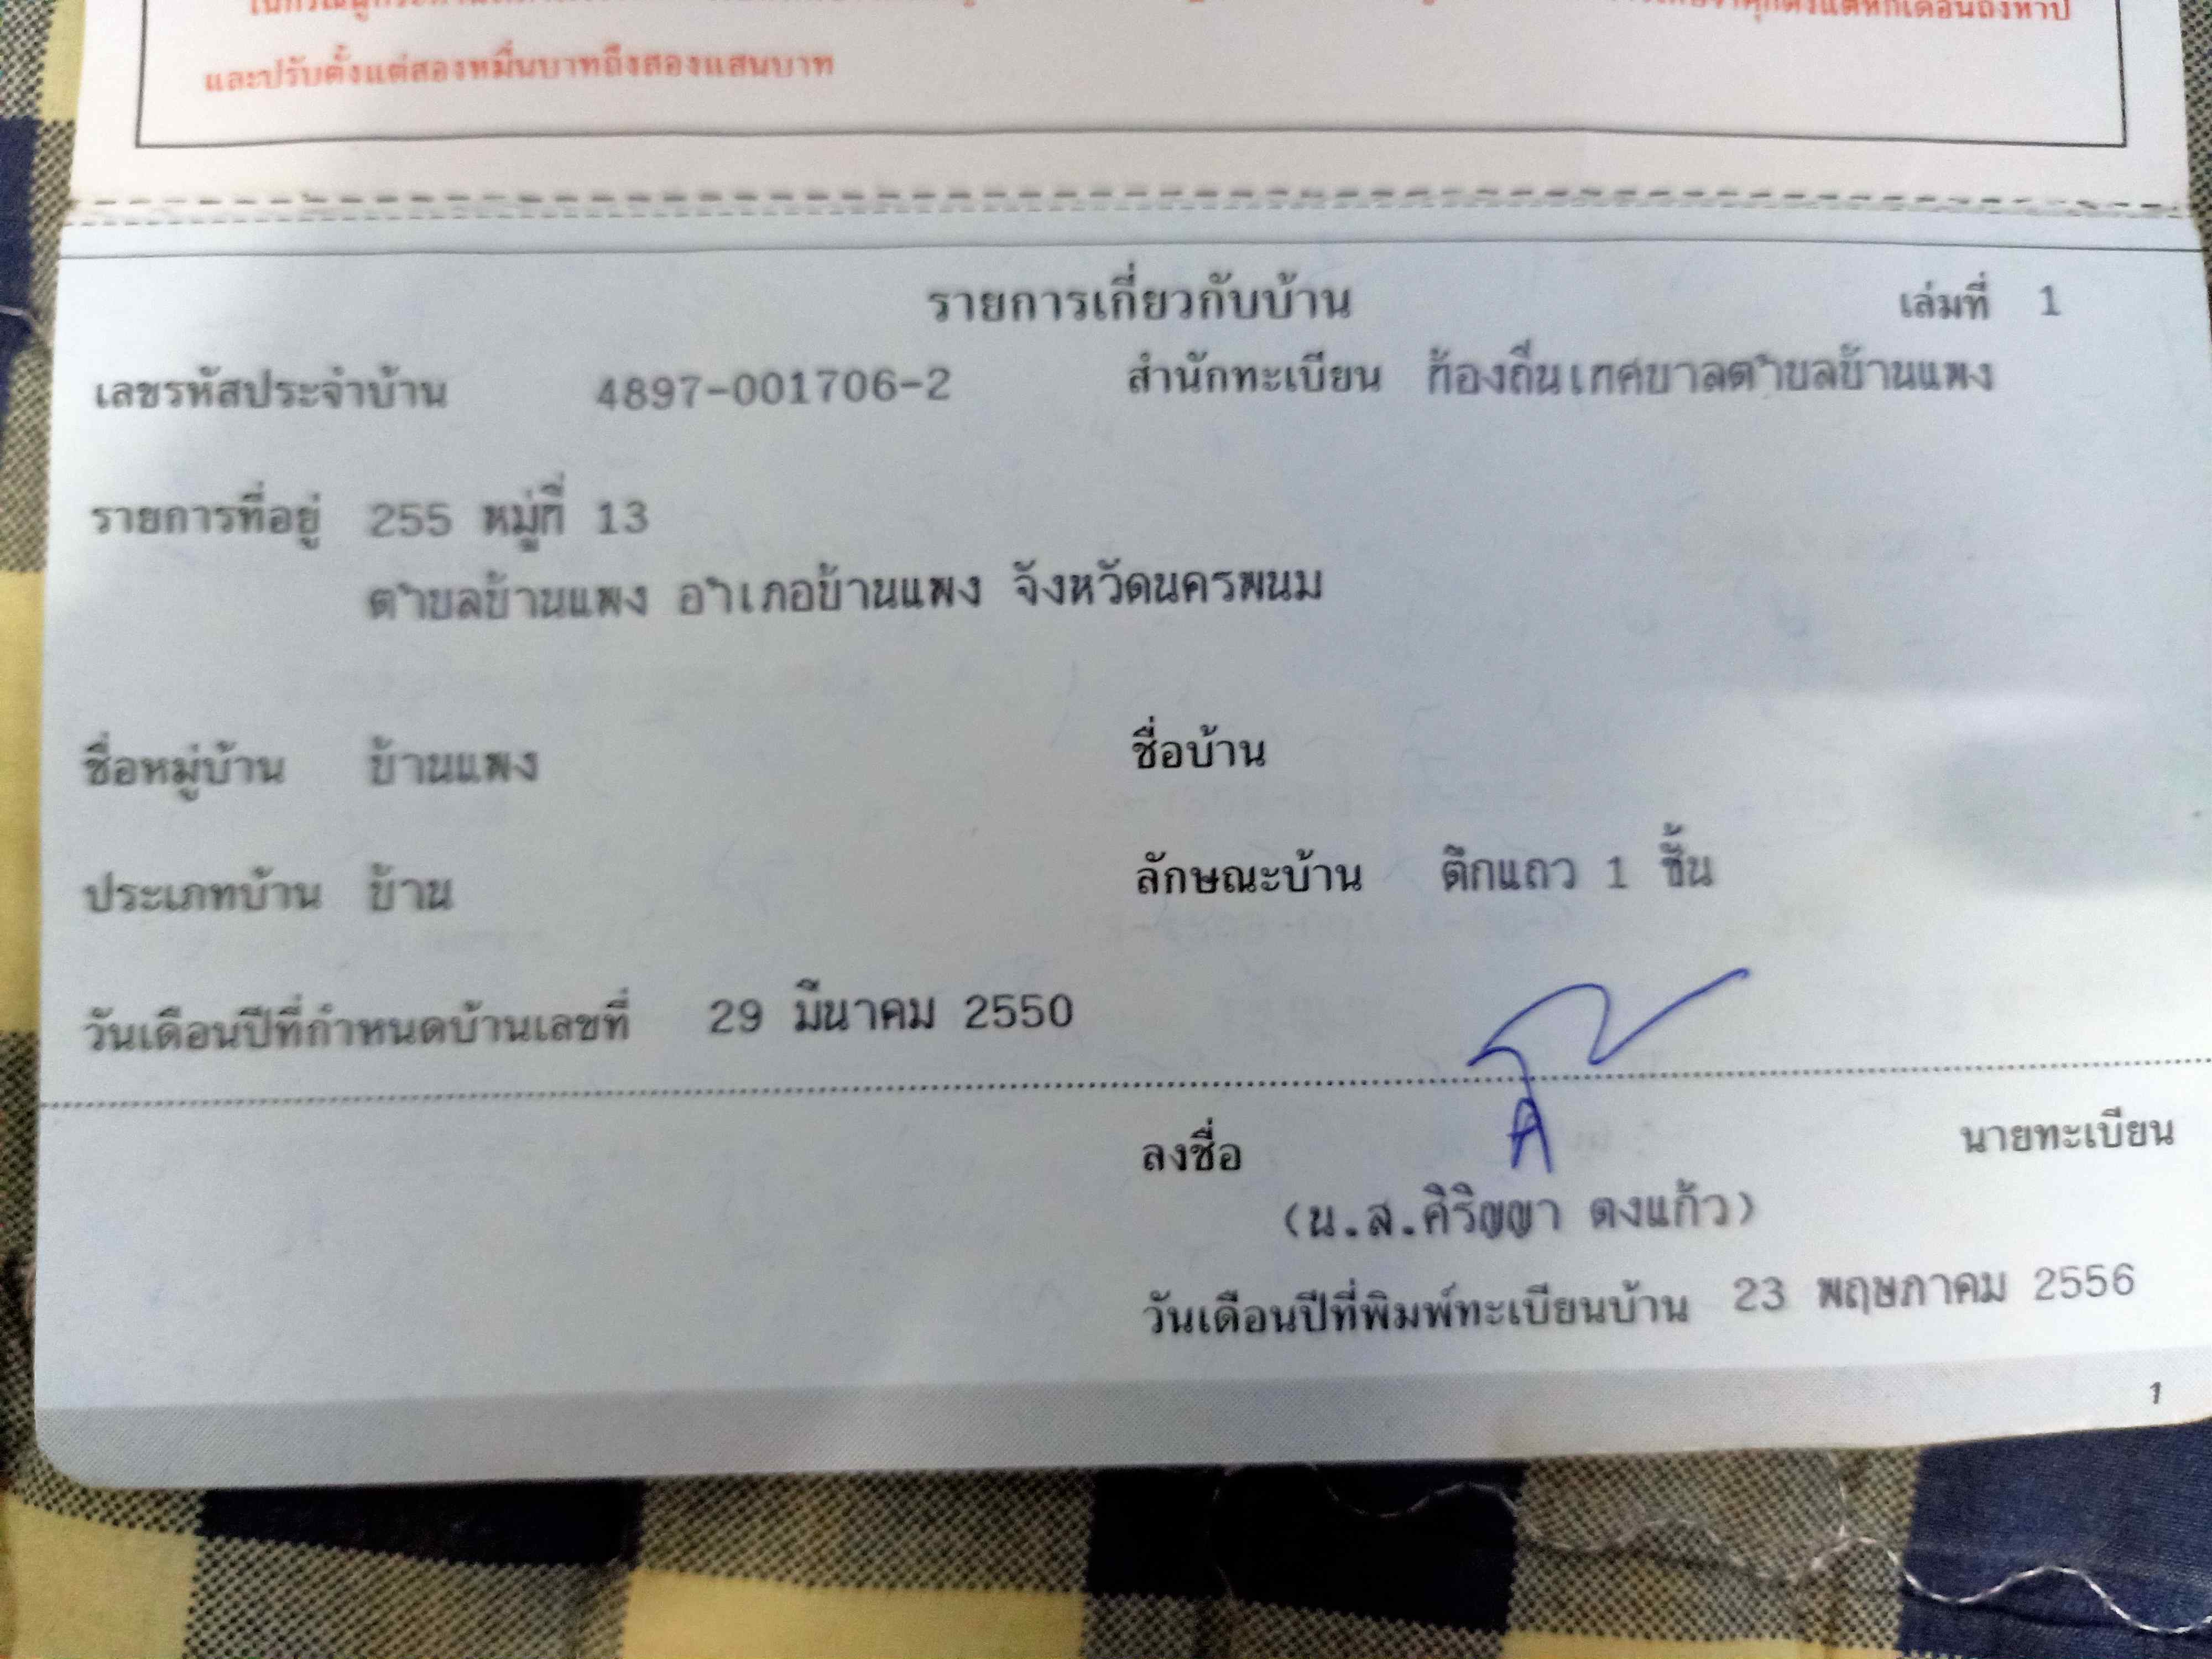 และปรับตั้งแต่สองหมื่นบาทถึงสองแสนบาท
รายการเกี่ยวกับบ้าน เล่มที่ 1
เลขรหัสประจำบ้าน 4897-001706-2 สำนักทะเบียน ท้องถิ่นเทศบาลตำบลบ้านแพง
รายการที่อยู่ 255 หมู่ที่ 13
ตำบลบ้านแพง อำเภอบ้านแพง จังหวัดนครพนม
ชื่อหมู่บ้าน บ้านแพง ชื่อบ้าน
ประเภทบ้าน บ้าน ลักษณะบ้าน ตึกแถว 1 ชั้น
วันเดือนปีที่กำหนดบ้านเลขที่ 29 มีนาคม 2550
ลงชื่อ นายทะเบียน
(น.ส.ศิริญญา ดงแก้ว)
วันเดือนปีที่พิมพ์ทะเบียนบ้าน 23 พฤษภาคม 2556
1